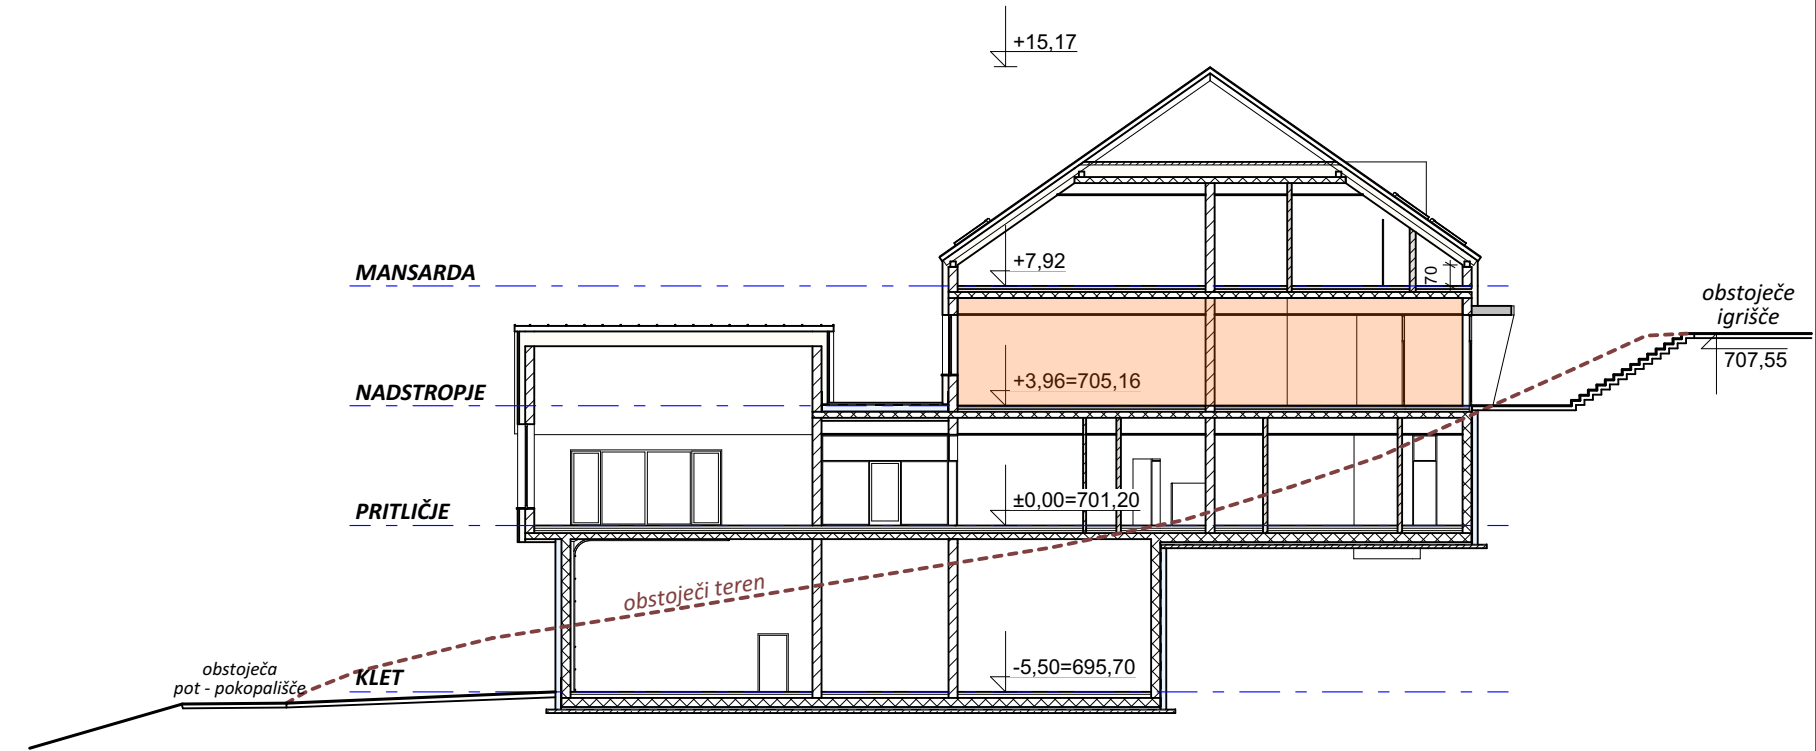 +15,17
MANSARDA
+7,92
70
obstoječe
igrišče
707,55
NADSTROPJE
+3,96=705,16
PRITLIČJE
±0,00=701,20
obstoječi teren
obstoječa
pot - pokopališče
KLET
-5,50=695,70